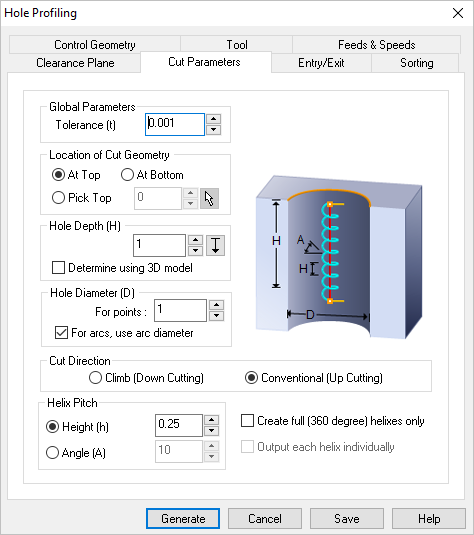 Hole Profiling
Control Geometry Tool Feeds & Speeds
Clearance Plane Cut Parameters Entry/Exit Sorting
Global Parameters
Tolerance (t) 0.001
Location of Cut Geometry
At Top At Bottom
Pick Top 0
Hole Depth (H)
1
Determine using 3D model
Hole Diameter (D)
For points : 1
For arcs, use arc diameter
H
A
H
D
Cut Direction
Climb (Down Cutting) Conventional (Up Cutting)
Helix Pitch
Height (h) 0.25
Angle (A) 10
Create full (360 degree) helixes only
Output each helix individually
Generate Cancel Save Help